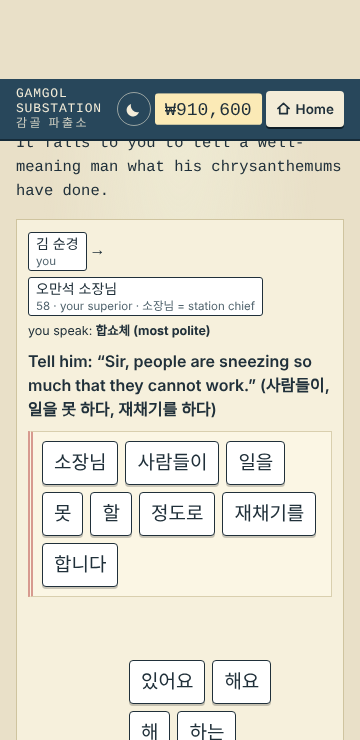 GAMGOL
SUBSTATION
감골 파출소
₩910,600
Home
It falls to you to tell a well-
meaning man what his chrysanthemums
have done.
김 순경
you
→
오만석 소장님
58 · your superior · 소장님 = station chief
you speak: 합쇼체 (most polite)
Tell him: “Sir, people are sneezing so
much that they cannot work.” (사람들이,
일을 못 하다, 재채기를 하다)
소장님 사람들이 일을
못 할 정도로 재채기를
합니다
있어요 해요
해 하는